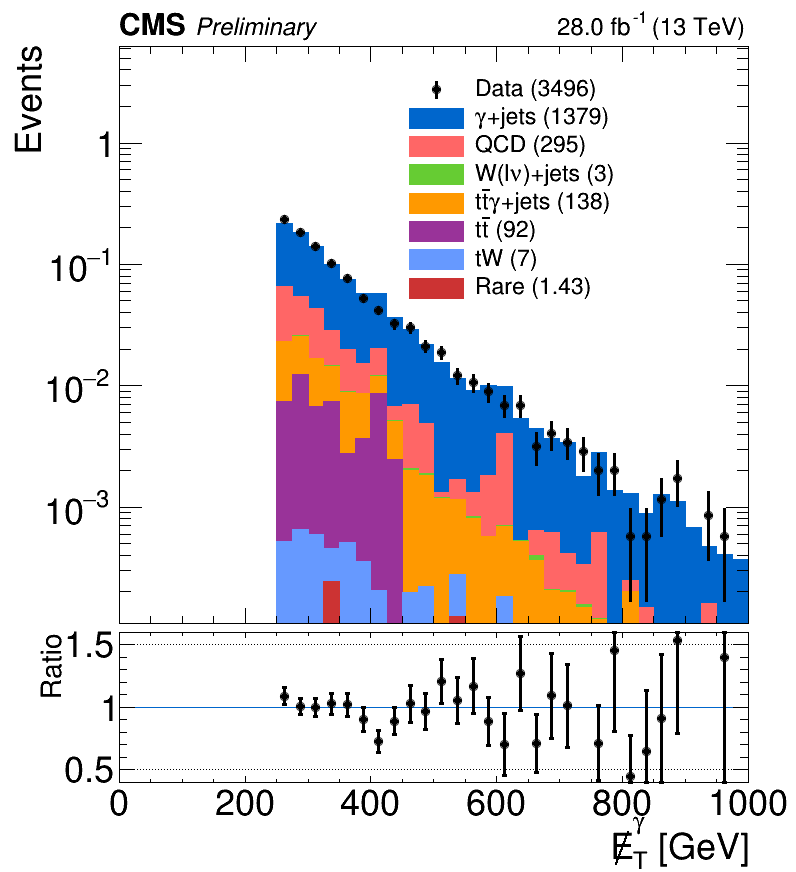 CMS Preliminary 28.0 fb⁻¹ (13 TeV)
Events
Data (3496)
γ+jets (1379)
QCD (295)
W(lν)+jets (3)
tt̄γ+jets (138)
tt̄ (92)
tW (7)
Rare (1.43)
1
10⁻¹
10⁻²
10⁻³
Ratio
1.5
1
0.5
0 200 400 600 800 1000
E̸_T^γ [GeV]